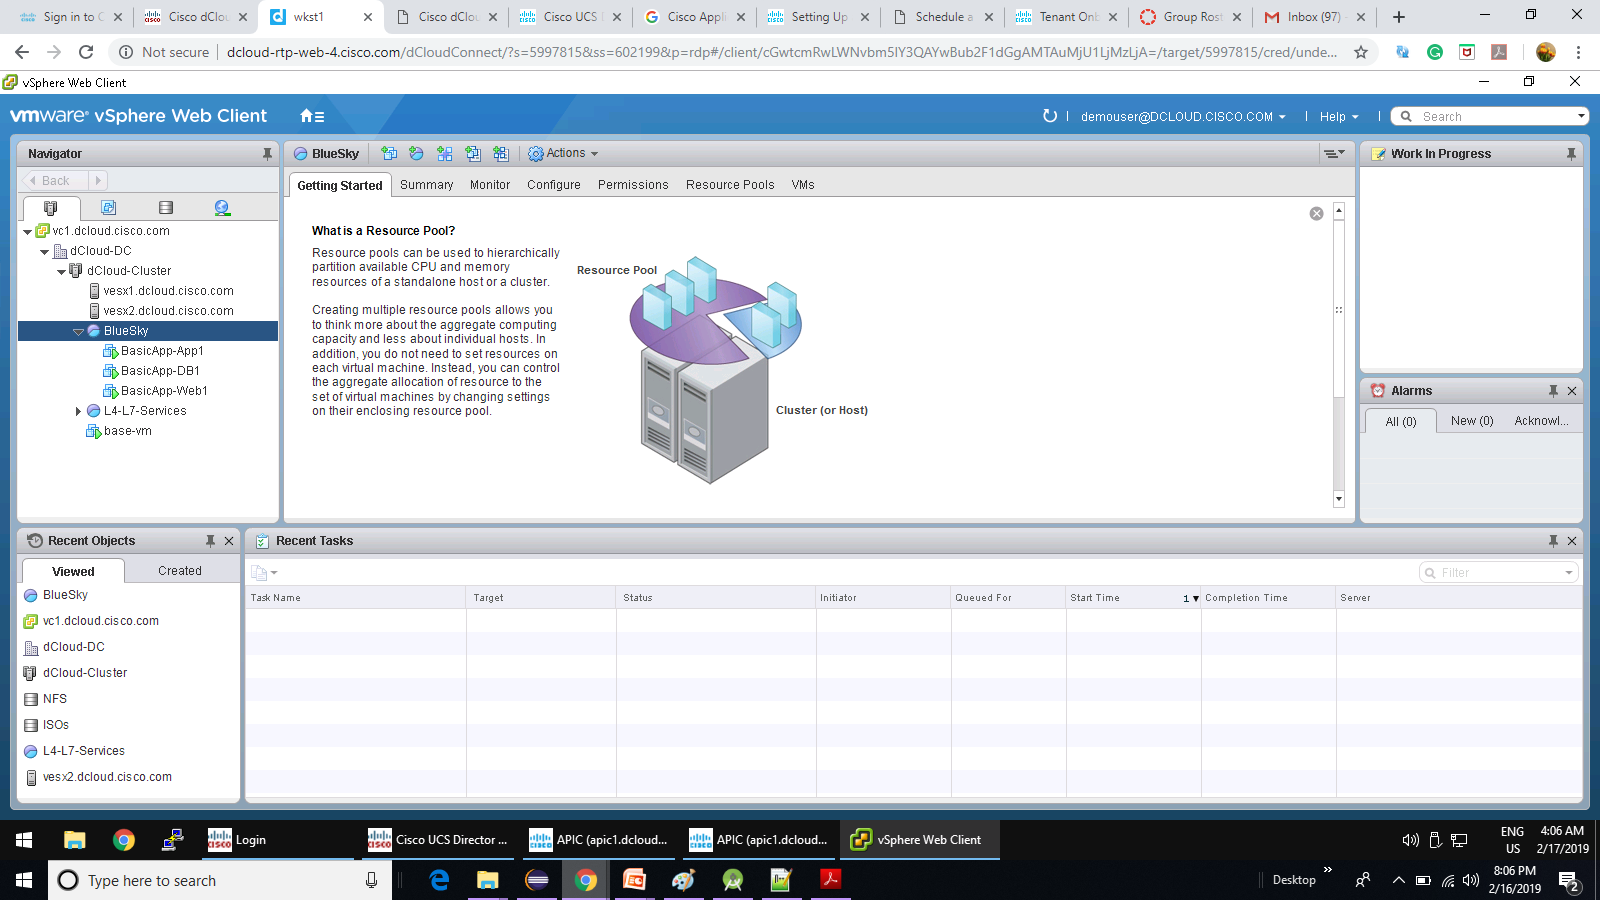 Sign in to C
Cisco dClou
wkst1
Cisco dClou
Cisco UCS D
Cisco Appli
Setting Up
Schedule a
Tenant Onb
Group Rost
Inbox (97) -
Not secure
dcloud-rtp-web-4.cisco.com/dCloudConnect/?s=5997815&ss=602199&p=rdp#/client/cGwtcmRwLWNvbm5lY3QAYwBub2F1dGgAMTAuMjU1LjMzLjA=/target/5997815/cred/unde...
vSphere Web Client
vmware® vSphere Web Client
demouser@DCLOUD.CISCO.COM
Help
Search
Navigator
Back
vc1.dcloud.cisco.com
dCloud-DC
dCloud-Cluster
vesx1.dcloud.cisco.com
vesx2.dcloud.cisco.com
BlueSky
BasicApp-App1
BasicApp-DB1
BasicApp-Web1
L4-L7-Services
base-vm
BlueSky
Actions
Getting Started
Summary
Monitor
Configure
Permissions
Resource Pools
VMs
What is a Resource Pool?
Resource pools can be used to hierarchically
partition available CPU and memory
resources of a standalone host or a cluster.
Creating multiple resource pools allows you
to think more about the aggregate computing
capacity and less about individual hosts. In
addition, you do not need to set resources on
each virtual machine. Instead, you can control
the aggregate allocation of resource to the
set of virtual machines by changing settings
on their enclosing resource pool.
Resource Pool
Cluster (or Host)
Work In Progress
Alarms
All (0)
New (0)
Acknowl...
Recent Objects
Viewed
Created
BlueSky
vc1.dcloud.cisco.com
dCloud-DC
dCloud-Cluster
NFS
ISOs
L4-L7-Services
vesx2.dcloud.cisco.com
Recent Tasks
Filter
Task Name
Target
Status
Initiator
Queued For
Start Time
1
Completion Time
Server
Login
Cisco UCS Director ...
APIC (apic1.dcloud...
APIC (apic1.dcloud...
vSphere Web Client
ENG
US
4:06 AM
2/17/2019
Type here to search
Desktop
8:06 PM
2/16/2019
2